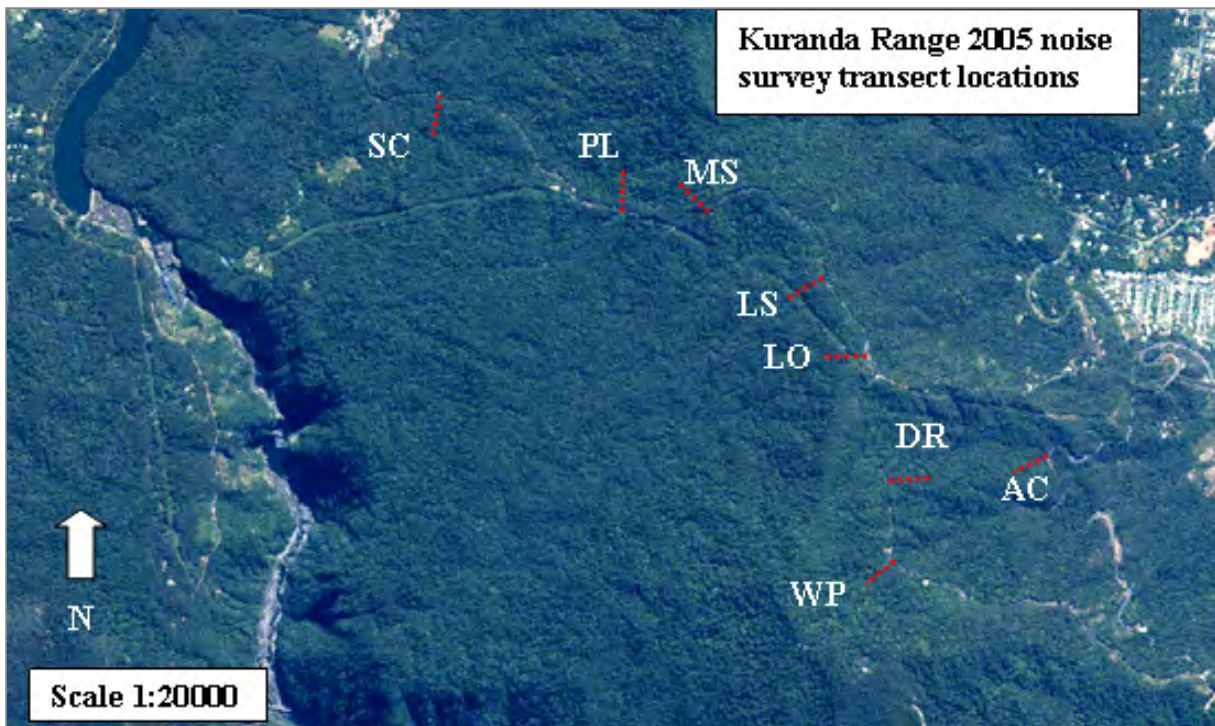 Kuranda Range 2005 noise
survey transect locations
SC
PL
MS
LS
LO
DR
AC
WP
N
Scale 1:20000